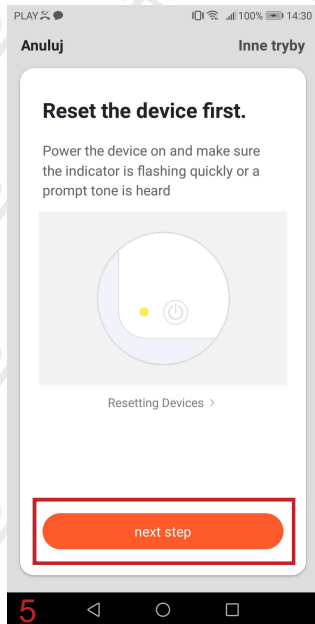 PLAY 100% 14:30
Anuluj Inne tryby
Reset the device first.
Power the device on and make sure
the indicator is flashing quickly or a
prompt tone is heard
Resetting Devices >
next step
5